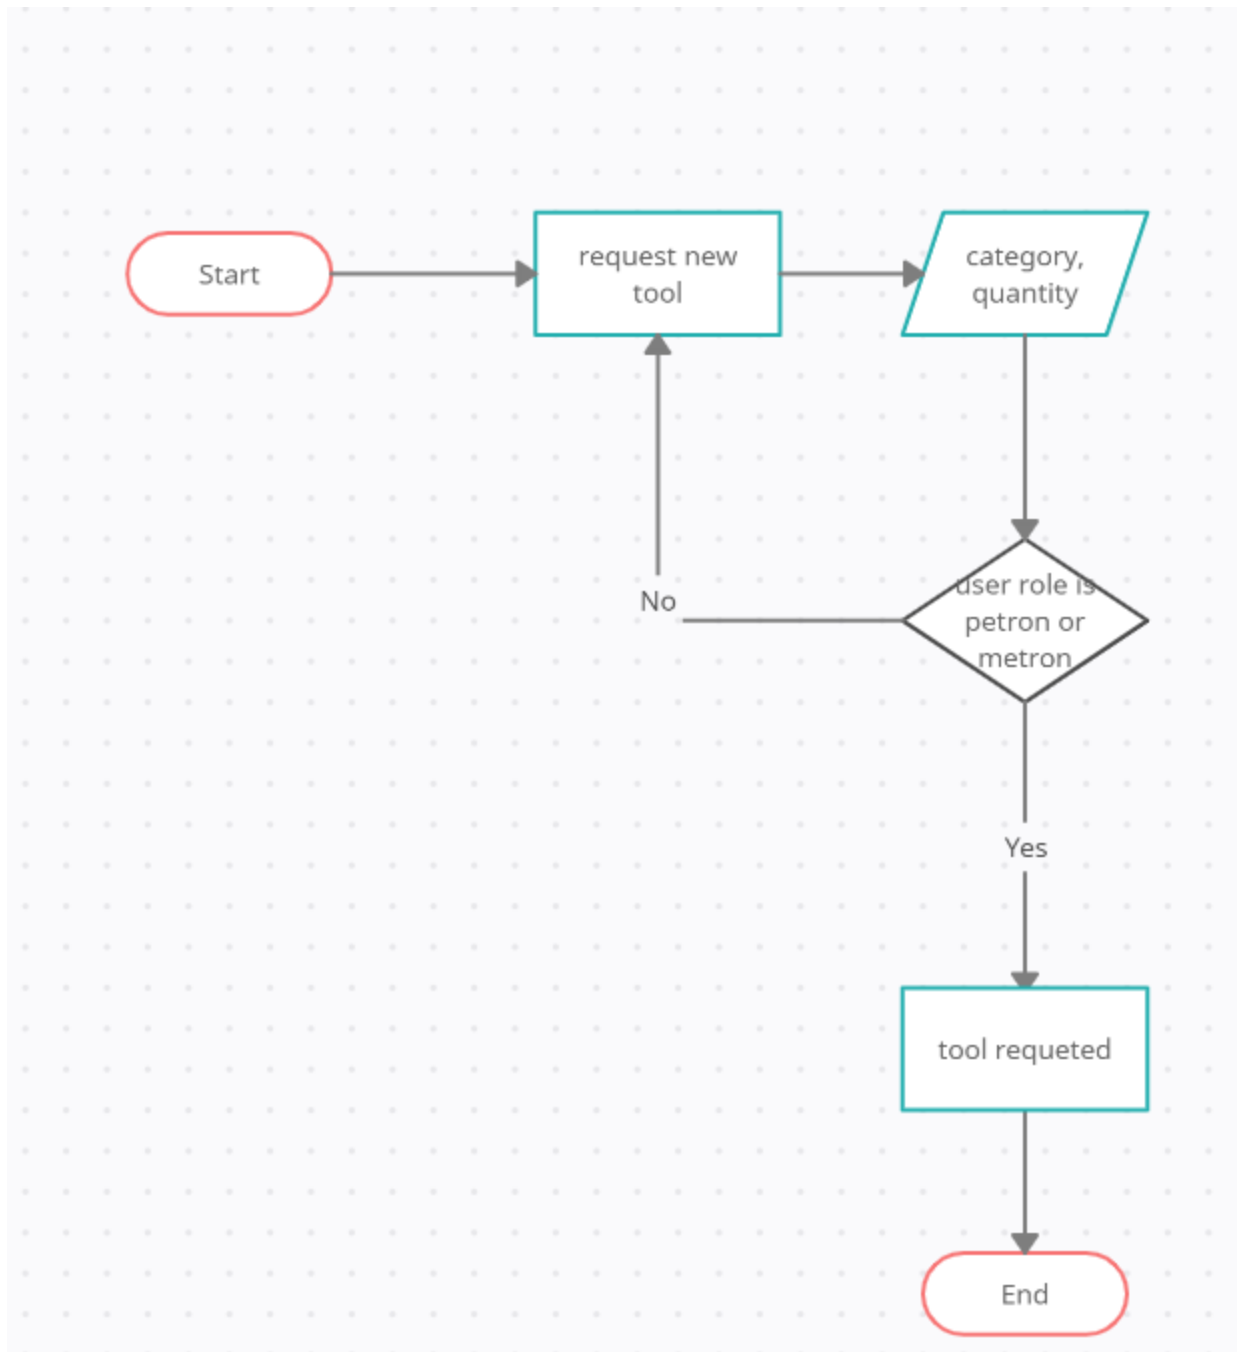 Start
request new
tool
category,
quantity
No
user role is
petron or
metron
Yes
tool requeted
End